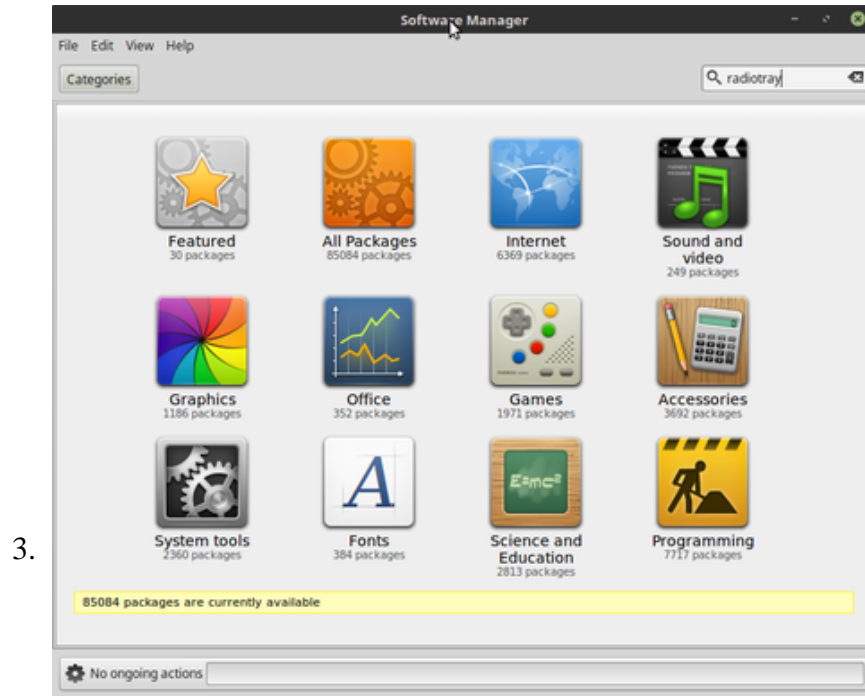 Software Manager
File Edit View Help
Categories
radiotray
Featured
30 packages
All Packages
85084 packages
Internet
6369 packages
Sound and
video
249 packages
Graphics
1186 packages
Office
352 packages
Games
1971 packages
Accessories
3692 packages
E=mc²
System tools
2360 packages
Fonts
384 packages
Science and
Education
2813 packages
Programming
7717 packages
3.
85084 packages are currently available
No ongoing actions